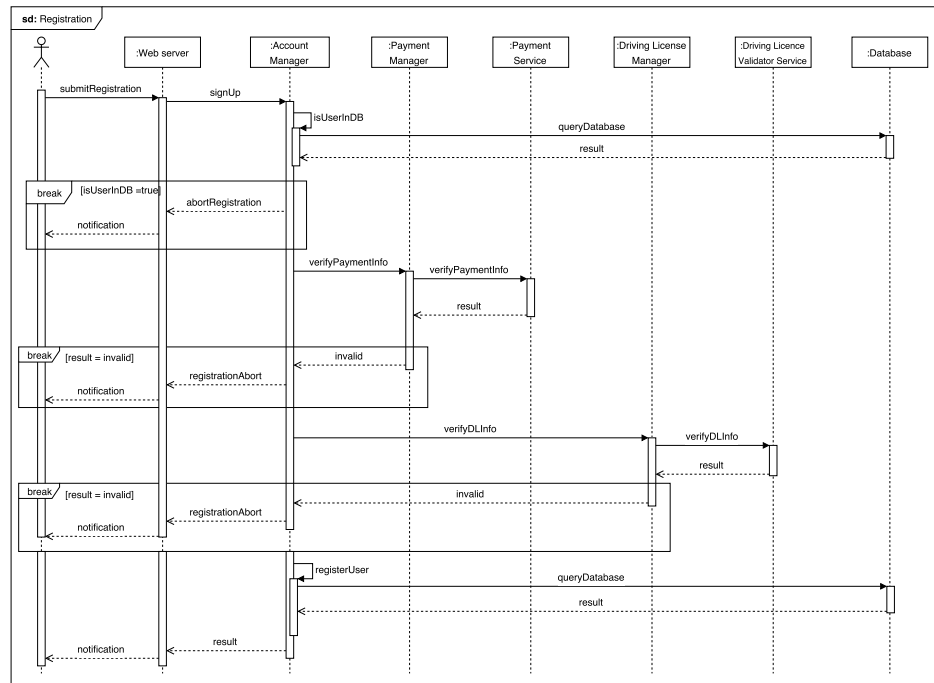 sd: Registration
:Web server
:Account
Manager
:Payment
Manager
:Payment
Service
:Driving License
Manager
:Driving Licence
Validator Service
:Database
submitRegistration
signUp
isUserInDB
queryDatabase
result
break
[isUserInDB =true]
abortRegistration
notification
verifyPaymentInfo
verifyPaymentInfo
result
break
[result = invalid]
invalid
registrationAbort
notification
verifyDLInfo
verifyDLInfo
result
break
[result = invalid]
invalid
registrationAbort
notification
registerUser
queryDatabase
result
result
notification